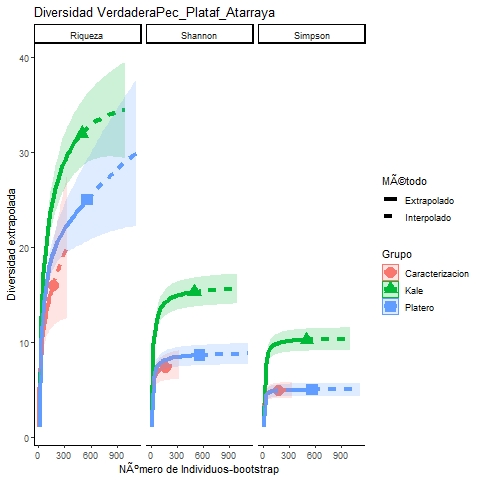 Diversidad VerdaderaPec_Plataf_Atarraya
Riqueza
Shannon
Simpson
Diversidad extrapolada
40
30
20
10
0
0 300 600 900
0 300 600 900
0 300 600 900
NÃºmero de Individuos-bootstrap
MÃ©todo
Extrapolado
Interpolado
Grupo
Caracterizacion
Kale
Platero